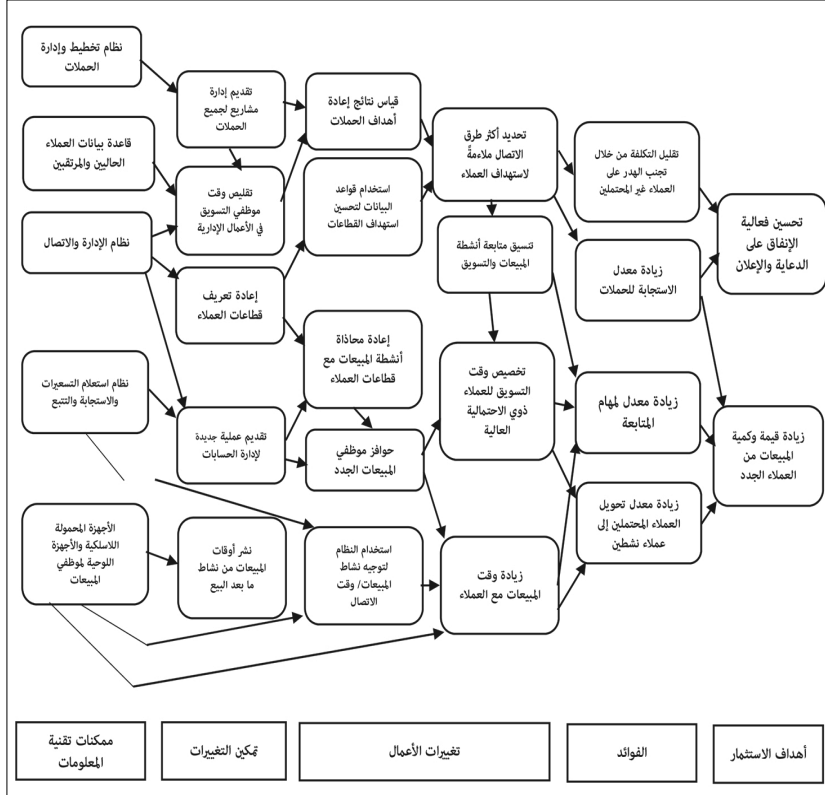 نظام تخطيط وإدارة
الحملات
قاعدة بيانات العملاء
الحاليين والمرتقبين
نظام الإدارة والاتصال
نظام استعلام التسعيرات
والاستجابة والتتبع
الأجهزة المحمولة
اللاسلكية والأجهزة
اللوحية لموظفي
المبيعات
تقديم إدارة
مشاريع لجميع
الحملات
تقليص وقت
موظفي التسويق
في الأعمال الإدارية
إعادة تعريف
قطاعات العملاء
تقديم عملية جديدة
لإدارة الحسابات
نشر أوقات
المبيعات من نشاط
ما بعد البيع
قياس نتائج إعادة
أهداف الحملات
استخدام قواعد
البيانات لتحسين
استهداف القطاعات
إعادة محاذاة
أنشطة المبيعات مع
قطاعات العملاء
حوافز موظفي
المبيعات الجدد
استخدام النظام
لتوجيه نشاط
المبيعات/ وقت
الاتصال
تحديد أكثر طرق
الاتصال ملاءمةً
لاستهداف العملاء
تنسيق متابعة أنشطة
المبيعات والتسويق
تخصيص وقت
التسويق للعملاء
ذوي الاحتمالية
العالية
زيادة وقت
المبيعات مع العملاء
تقليل التكلفة من خلال
تجنب الهدر على
العملاء غير المحتملين
زيادة معدل
الاستجابة للحملات
زيادة معدل لمهام
المتابعة
زيادة معدل تحويل
العملاء المحتملين إلى
عملاء نشطين
تحسين فعالية
الإنفاق على
الدعاية والإعلان
زيادة قيمة وكمية
المبيعات من
العملاء الجدد
ممكنات تقنية
المعلومات
تمكين التغييرات
تغييرات الأعمال
الفوائد
أهداف الاستثمار